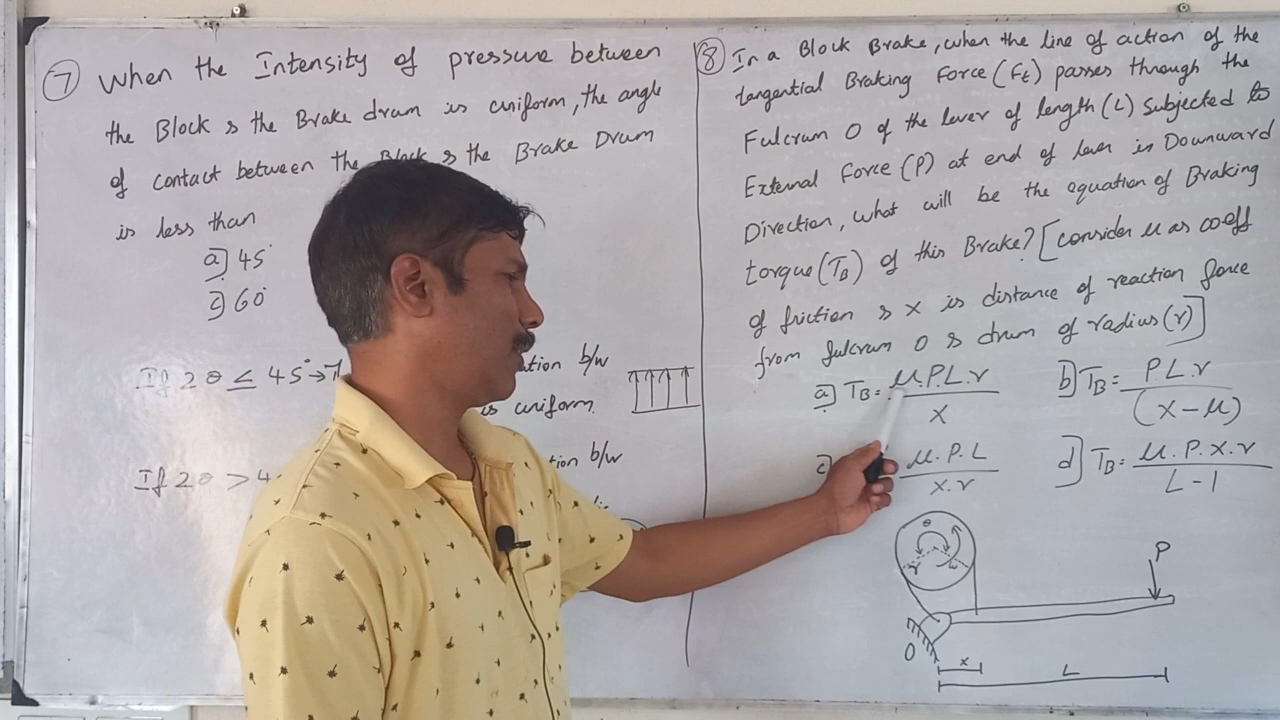 ⑦ When the Intensity of pressure between
the Block & the Brake drum is uniform, the angle
of contact between the Block & the Brake Drum
is less than
a] 45°
c] 60°
If 2θ ≤ 45° →
b/w
is uniform.
If 2θ > 4
b/w
⑧ In a Block Brake, when the line of action of the
tangential Braking Force (Ft) passes through the
Fulcrum O of the lever of length (L) Subjected to
External Force (P) at end of lever in Downward
Direction, what will be the equation of Braking
torque (TB) of this Brake? [Consider μ as coeff
of friction & x is distance of reaction force
from fulcrum O & drum of radius (r)]
a] TB = μ.P.L.r / x b] TB = P.L.r / (x - μ)
c] μ.P.L / x.r d] TB = μ.P.x.r / L - 1
θ
P
O
x
L